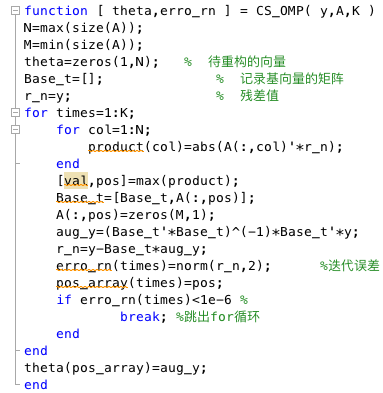 function [ theta,erro_rn ] = CS_OMP( y,A,K )
N=max(size(A));
M=min(size(A));
theta=zeros(1,N);   %  待重构的向量
Base_t=[];              %  记录基向量的矩阵
r_n=y;                  %  残差值
for times=1:K;
    for col=1:N;
        product(col)=abs(A(:,col)'*r_n);
    end
    [val,pos]=max(product);
    Base_t=[Base_t,A(:,pos)];
    A(:,pos)=zeros(M,1);
    aug_y=(Base_t'*Base_t)^(-1)*Base_t'*y;
    r_n=y-Base_t*aug_y;
    erro_rn(times)=norm(r_n,2);      %迭代误差
    pos_array(times)=pos;
    if erro_rn(times)<1e-6 %
            break; %跳出for循环
    end
end
theta(pos_array)=aug_y;
end